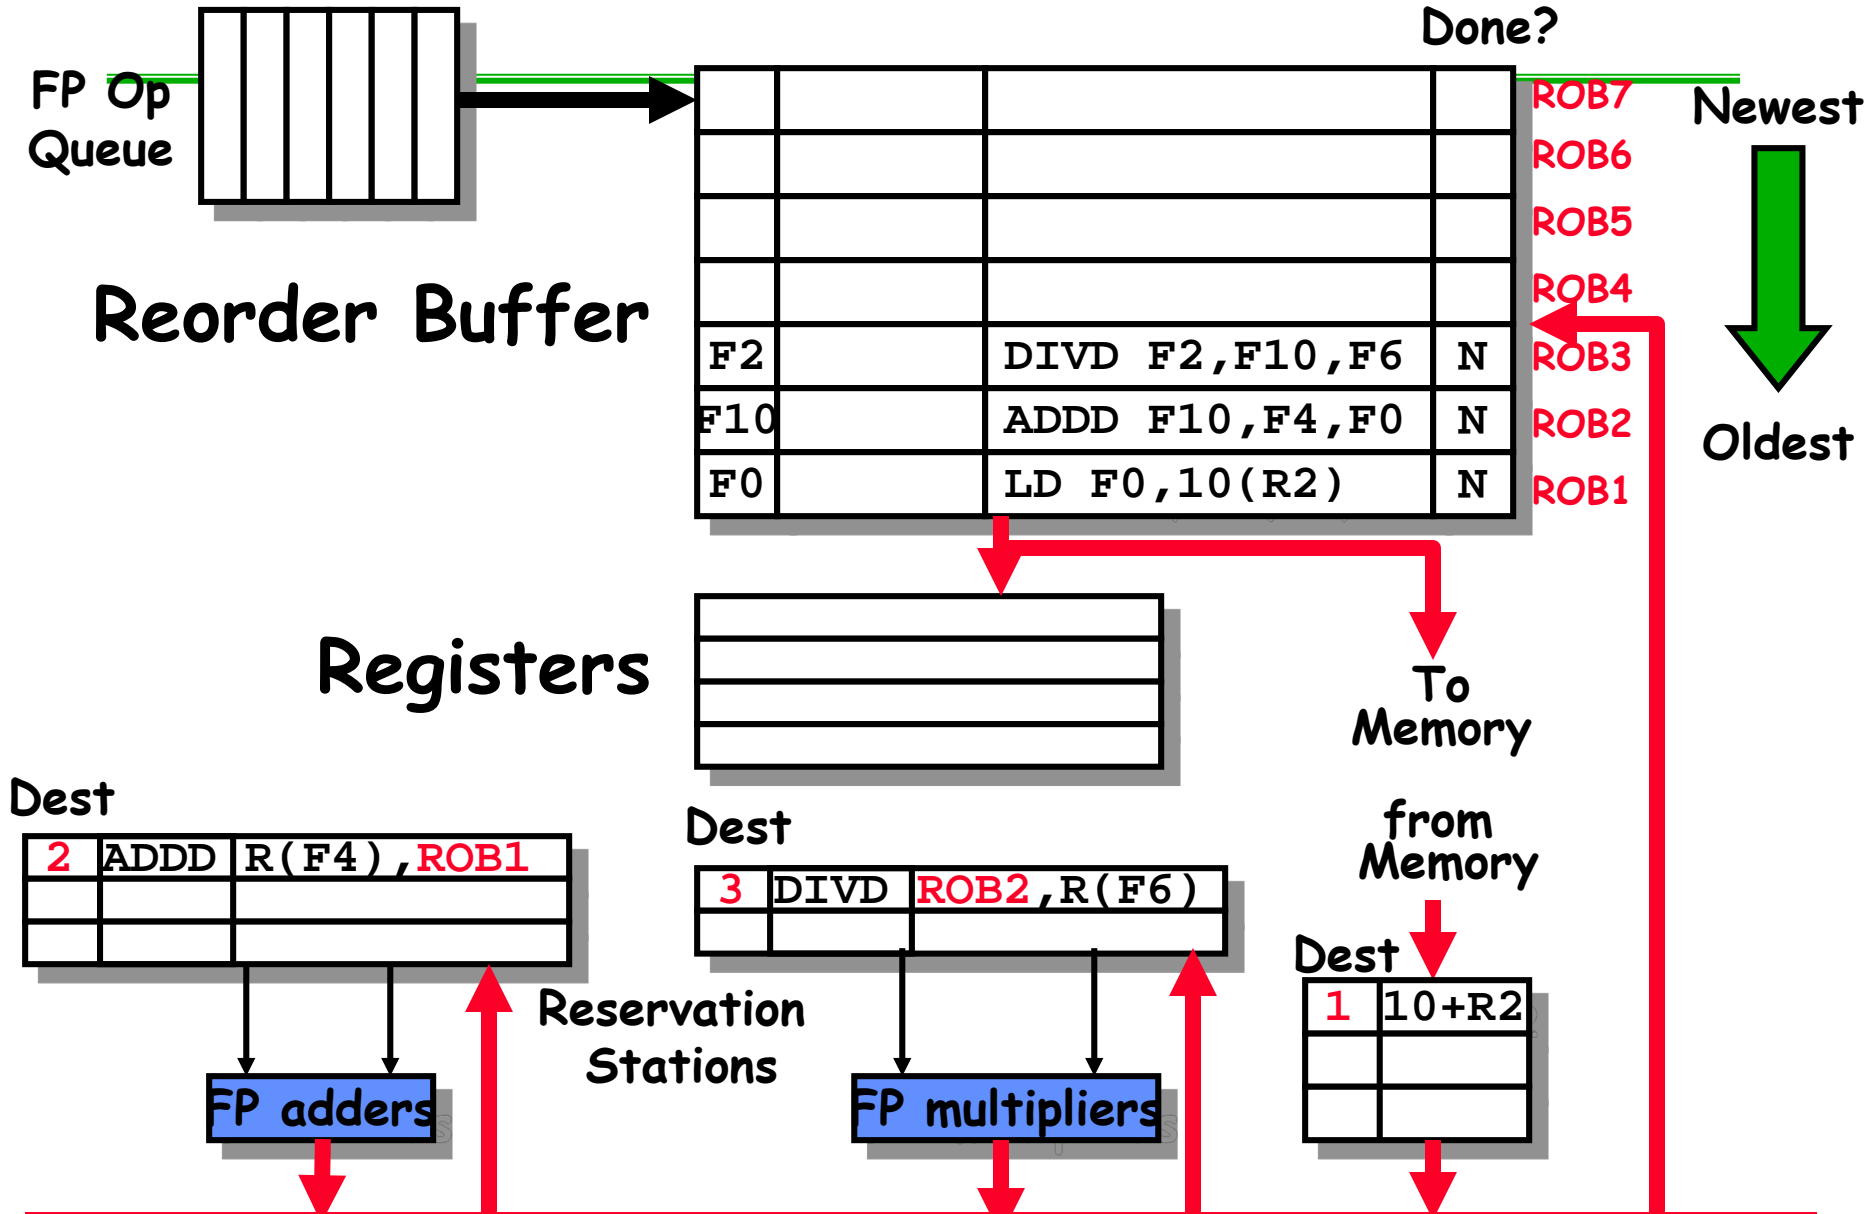 Done?
FP Op
Queue
ROB7
Newest
ROB6
ROB5
Reorder Buffer
ROB4
F2 DIVD F2,F10,F6 N ROB3
F10 ADDD F10,F4,F0 N ROB2
Oldest
F0 LD F0,10(R2) N ROB1
Registers
To
Memory
Dest
2 ADDD R(F4),ROB1
Dest
3 DIVD ROB2,R(F6)
from
Memory
Dest
1 10+R2
Reservation
Stations
FP adders
FP multipliers